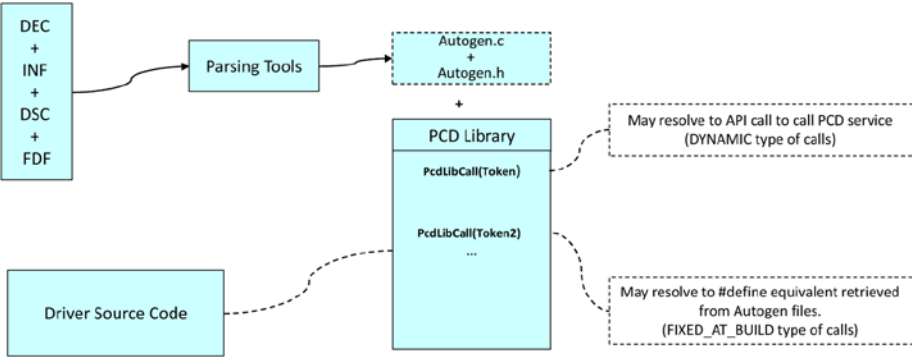 DEC
+
INF
+
DSC
+
FDF
Parsing Tools
Autogen.c
+
Autogen.h
+
PCD Library
PcdLibCall(Token)
PcdLibCall(Token2)
...
May resolve to API call to call PCD service
(DYNAMIC type of calls)
Driver Source Code
May resolve to #define equivalent retrieved
from Autogen files.
(FIXED_AT_BUILD type of calls)